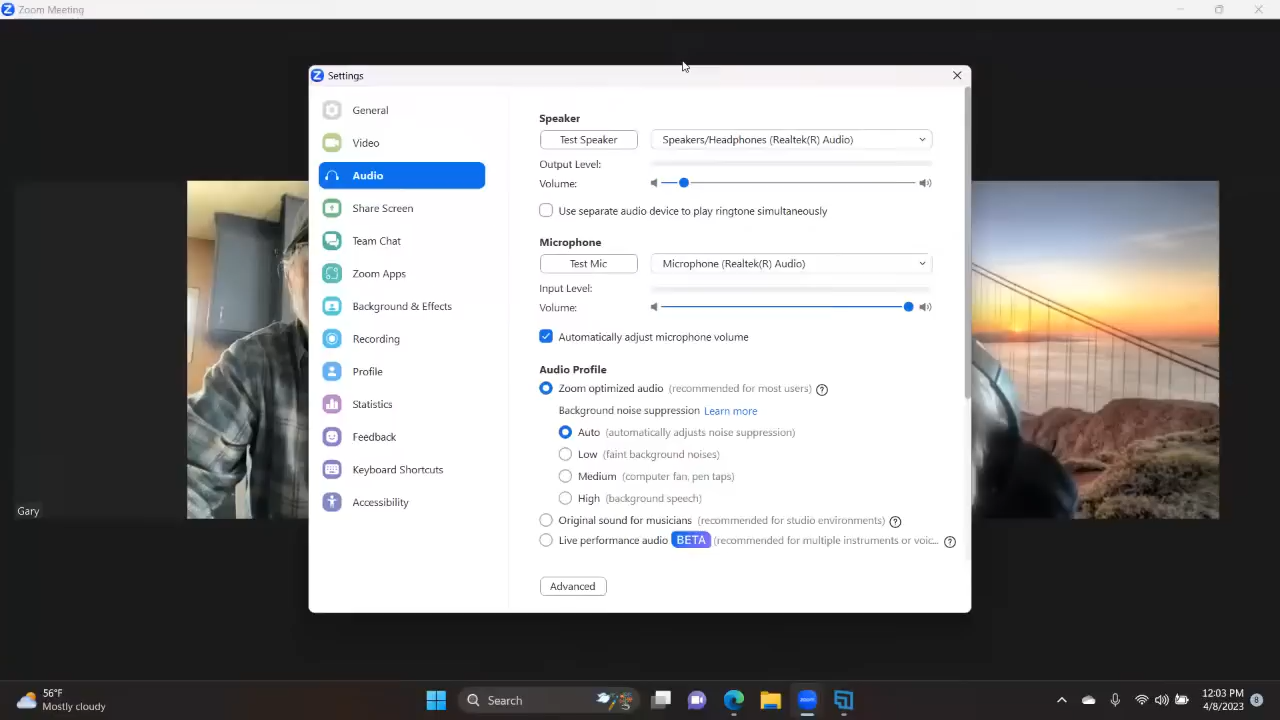 Zoom Meeting
Settings
General
Video
Audio
Share Screen
Team Chat
Zoom Apps
Background & Effects
Recording
Profile
Statistics
Feedback
Keyboard Shortcuts
Accessibility
Speaker
Test Speaker Speakers/Headphones (Realtek(R) Audio)
Output Level:
Volume:
Use separate audio device to play ringtone simultaneously
Microphone
Test Mic Microphone (Realtek(R) Audio)
Input Level:
Volume:
Automatically adjust microphone volume
Audio Profile
Zoom optimized audio (recommended for most users)
Background noise suppression Learn more
Auto (automatically adjusts noise suppression)
Low (faint background noises)
Medium (computer fan, pen taps)
High (background speech)
Original sound for musicians (recommended for studio environments)
Live performance audio BETA (recommended for multiple instruments or voic...
Advanced
Gary
56°F
Mostly cloudy
Search
zoom
12:03 PM
4/8/2023
8